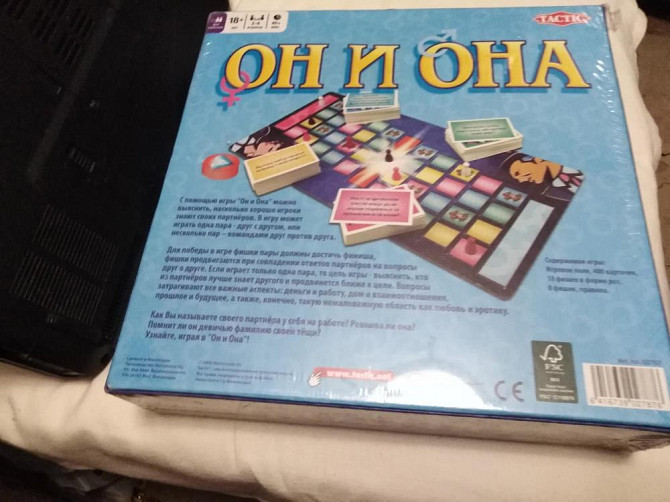 18+
TACTIC
ОН И ОНА
С помощью игры "Он и Она" можно
выяснить, насколько хорошо игроки
знают своих партнёров. В игру может
играть одна пара - друг с другом, или
несколько пар – командами друг против друга.
Для победы в игре фишки пары должны достичь финиша,
фишки продвигаются при совпадении ответов партнёров на вопросы
друг о друге. Если играет только одна пара, то цель игры - выяснить, кто
из партнёров лучше знает другого и продвинется ближе к цели. Вопросы
затрагивают все важные аспекты: деньги и работу, дом и взаимоотношения,
прошлое и будущее, а также, конечно, такую немаловажную область как любовь и эротику.
Как Вы называете своего партнёра у себя на работе? Ревнива ли она?
Помнит ли он девичью фамилию своей тёщи?
Узнайте, играя в "Он и Она"!
Содержимое игры:
Игровое поле, 400 карточек,
8 фишек, правила.
www.tactic.net
CE
FSC